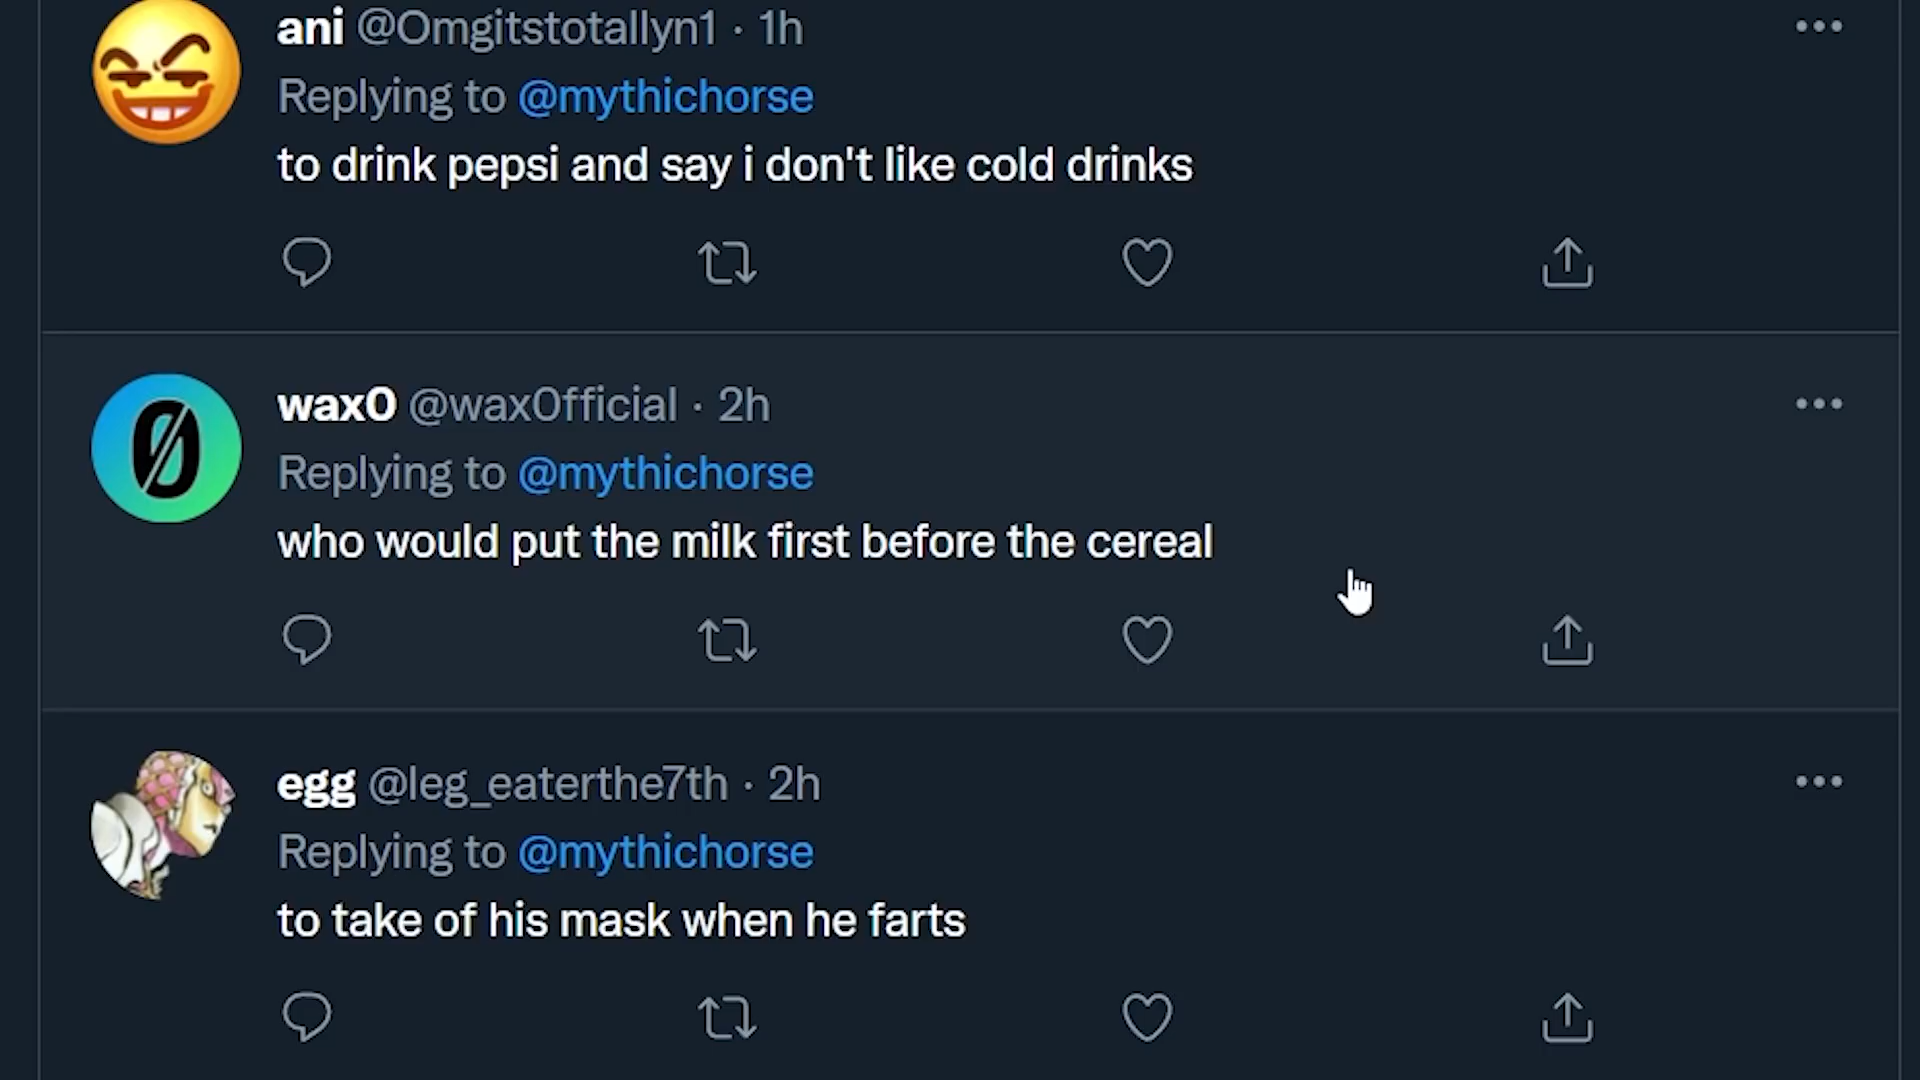 ani @Omgitstotallyn1 · 1h
Replying to @mythichorse
to drink pepsi and say i don't like cold drinks
wax0 @wax0fficial · 2h
Replying to @mythichorse
who would put the milk first before the cereal
egg @leg_eaterthe7th · 2h
Replying to @mythichorse
to take of his mask when he farts